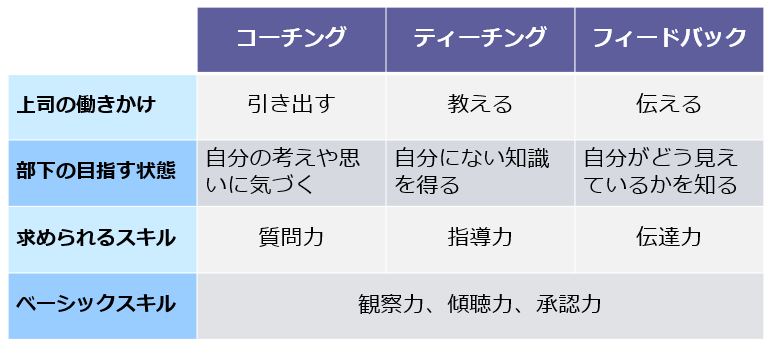 コーチング ティーチング フィードバック
上司の働きかけ 引き出す 教える 伝える
部下の目指す状態 自分の考えや思 自分にない知識 自分がどう見え
いに気づく を得る ているかを知る
求められるスキル 質問力 指導力 伝達力
ベーシックスキル 観察力、傾聴力、承認力